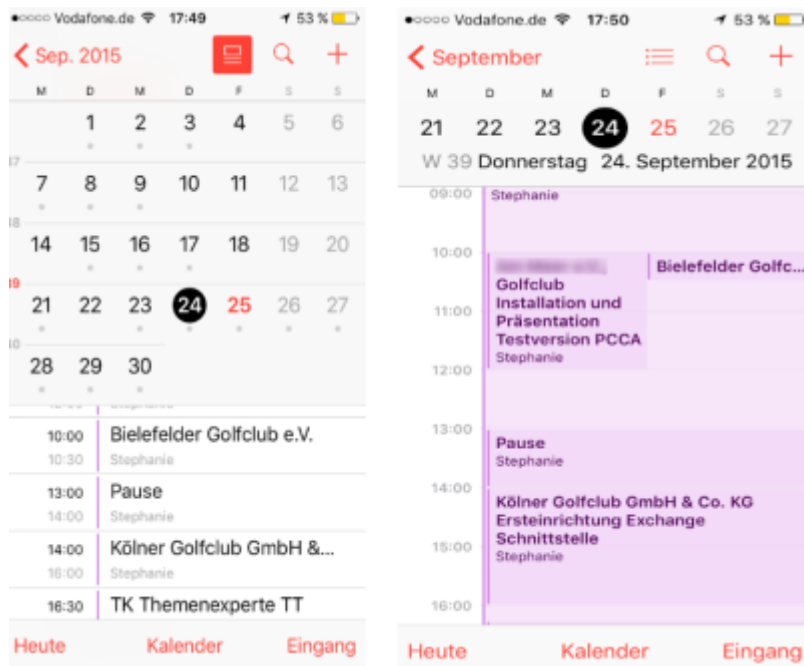 Vodafone.de 17:49 53 %
Sep. 2015
M D M D F S S
1 2 3 4 5 6
7 8 9 10 11 12 13
14 15 16 17 18 19 20
21 22 23 24 25 26 27
28 29 30
10:00 Bielefelder Golfclub e.V.
10:30 Stephanie
13:00 Pause
14:00 Stephanie
14:00 Kölner Golfclub GmbH &...
16:00 Stephanie
16:30 TK Themenexperte TT
Heute Kalender Eingang
Vodafone.de 17:50 53 %
September
M D M D F S S
21 22 23 24 25 26 27
W 39 Donnerstag 24. September 2015
09:00 Stephanie
10:00
Bielefelder Golfc...
Golfclub
11:00 Installation und
Präsentation
Testversion PCCA
Stephanie
12:00
13:00
Pause
Stephanie
14:00
Kölner Golfclub GmbH & Co. KG
Ersteinrichtung Exchange
Schnittstelle
15:00 Stephanie
16:00
Heute Kalender Eingang